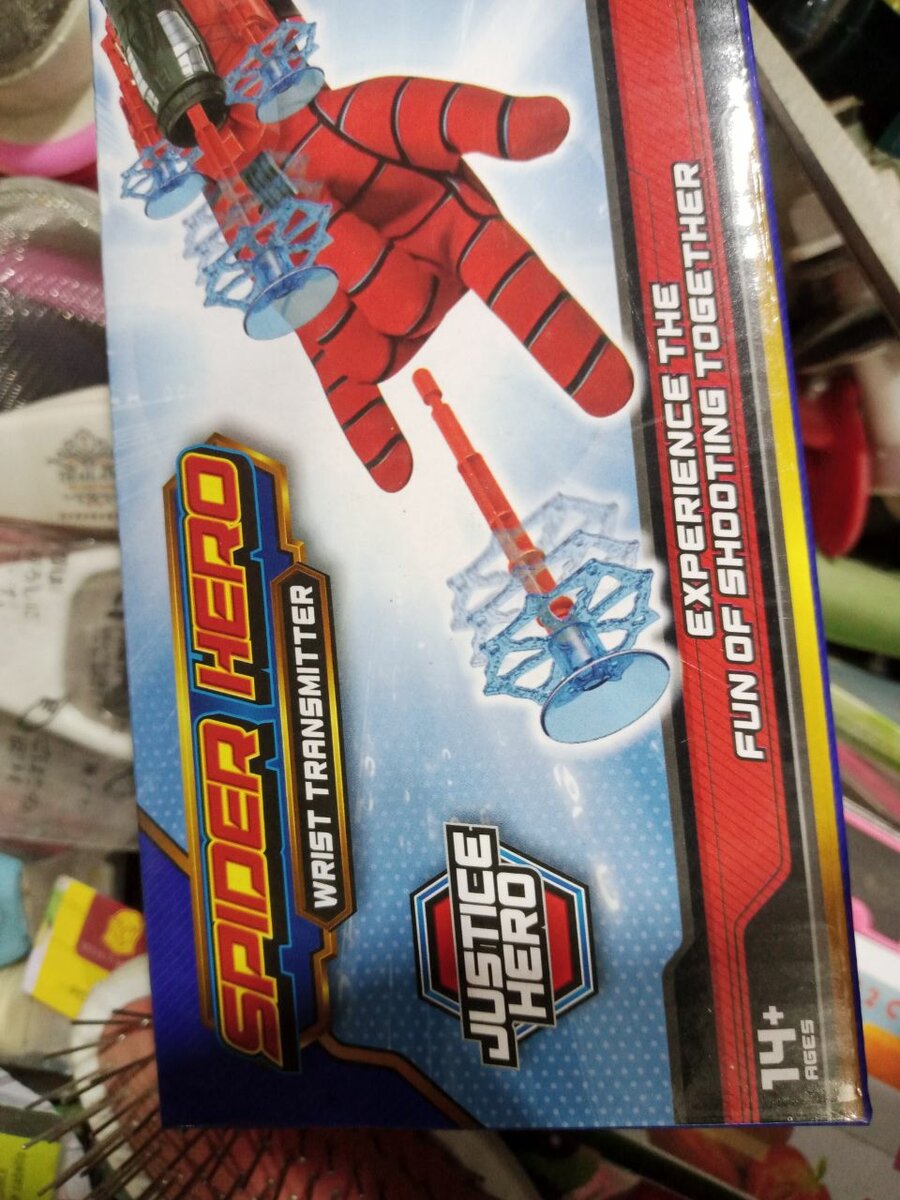 SPIDER HERO
WRIST TRANSMITTER
JUSTICE
HERO
EXPERIENCE THE
FUN OF SHOOTING TOGETHER
14+
AGES